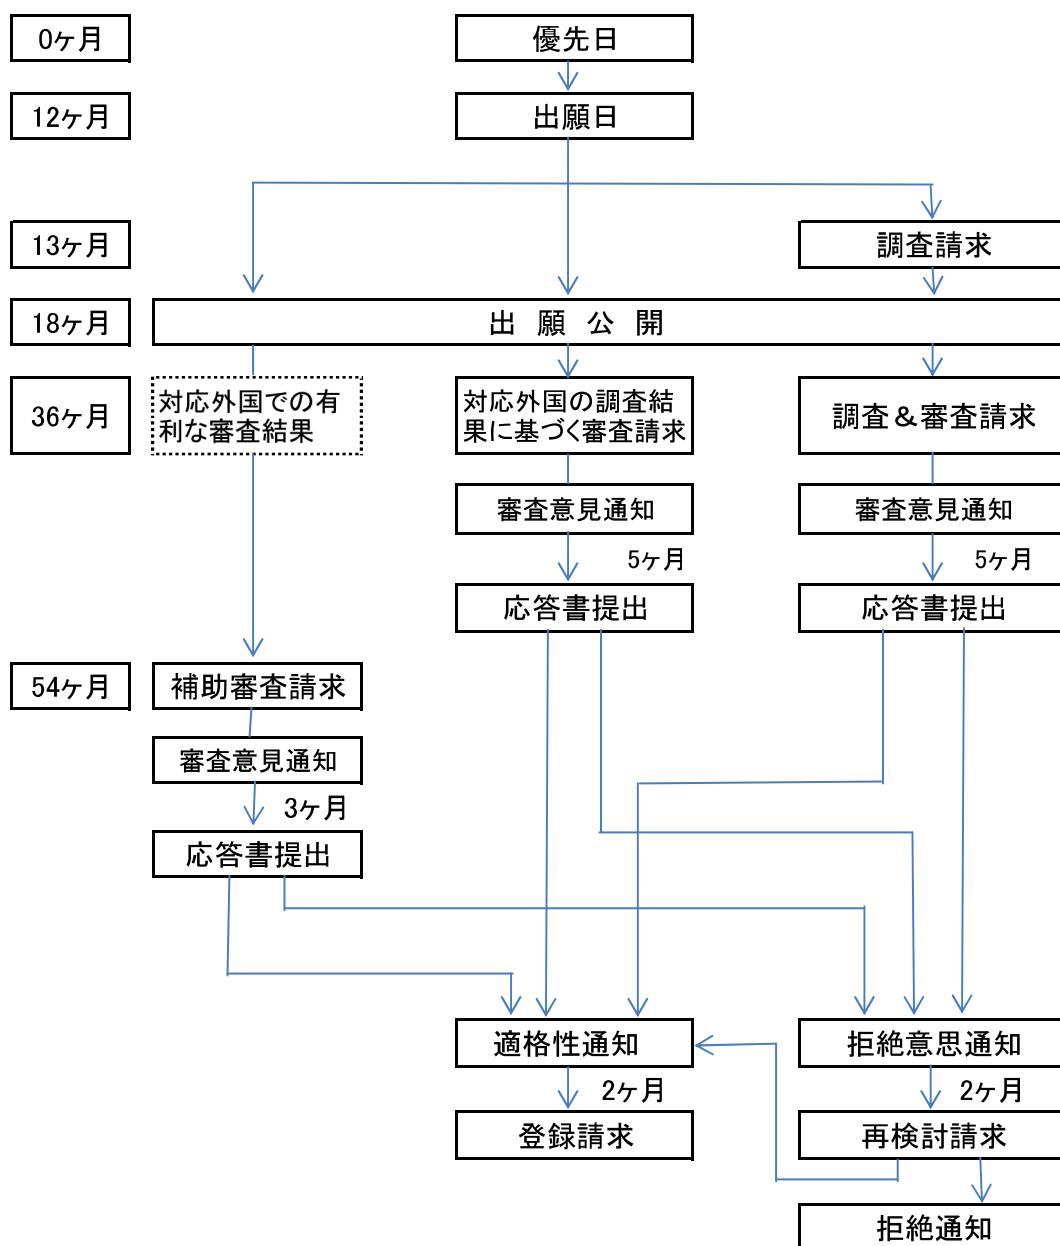 0ヶ月
優先日
12ヶ月
出願日
13ヶ月
調査請求
18ヶ月
出願公開
36ヶ月
対応外国での有
利な審査結果
対応外国の調査結
果に基づく審査請求
調査＆審査請求
審査意見通知
審査意見通知
5ヶ月
5ヶ月
応答書提出
応答書提出
54ヶ月
補助審査請求
審査意見通知
3ヶ月
応答書提出
適格性通知
拒絶意思通知
2ヶ月
2ヶ月
登録請求
再検討請求
拒絶通知